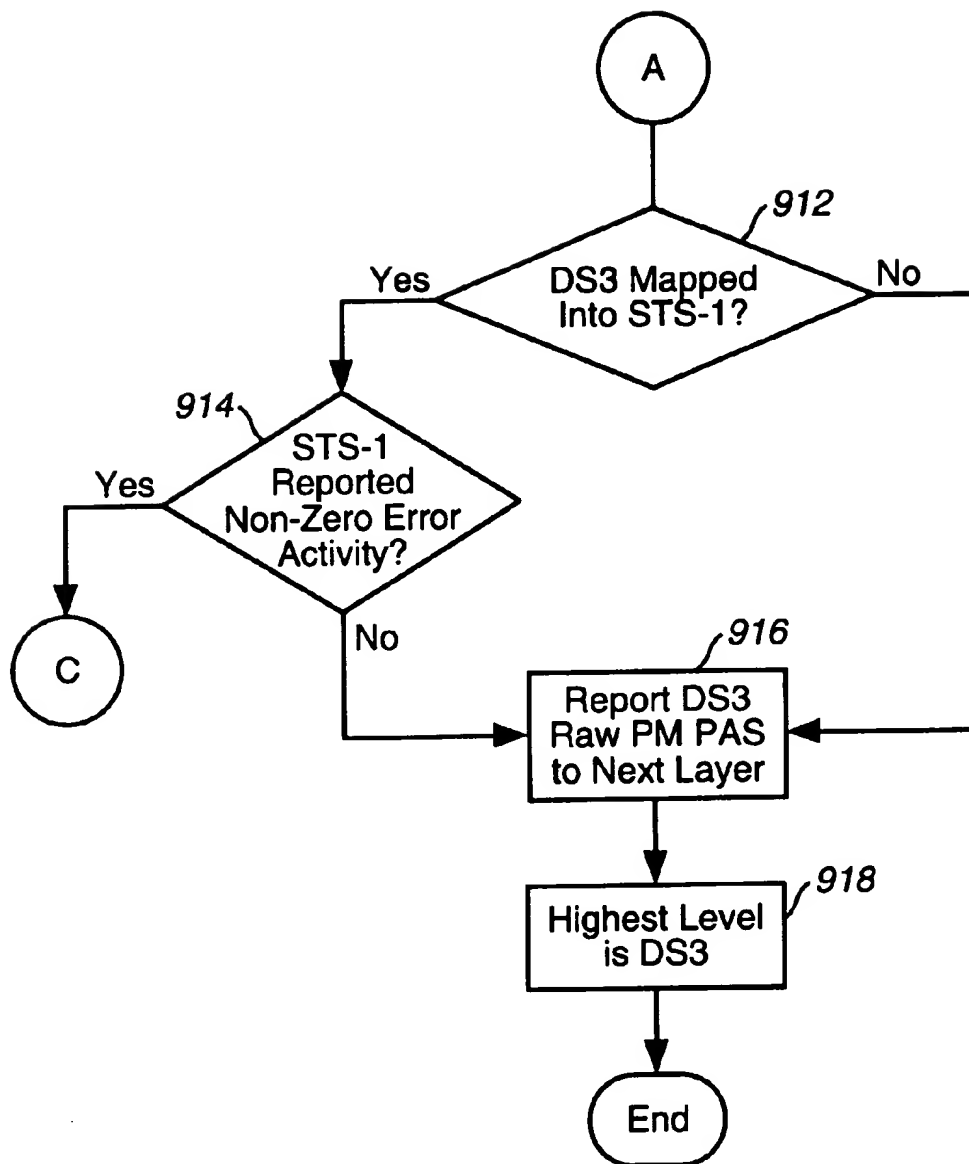 A
912
Yes
DS3 Mapped
Into STS-1?
No
914
STS-1
Reported
Non-Zero Error
Activity?
Yes
C
No
916
Report DS3
Raw PM PAS
to Next Layer
918
Highest Level
is DS3
End